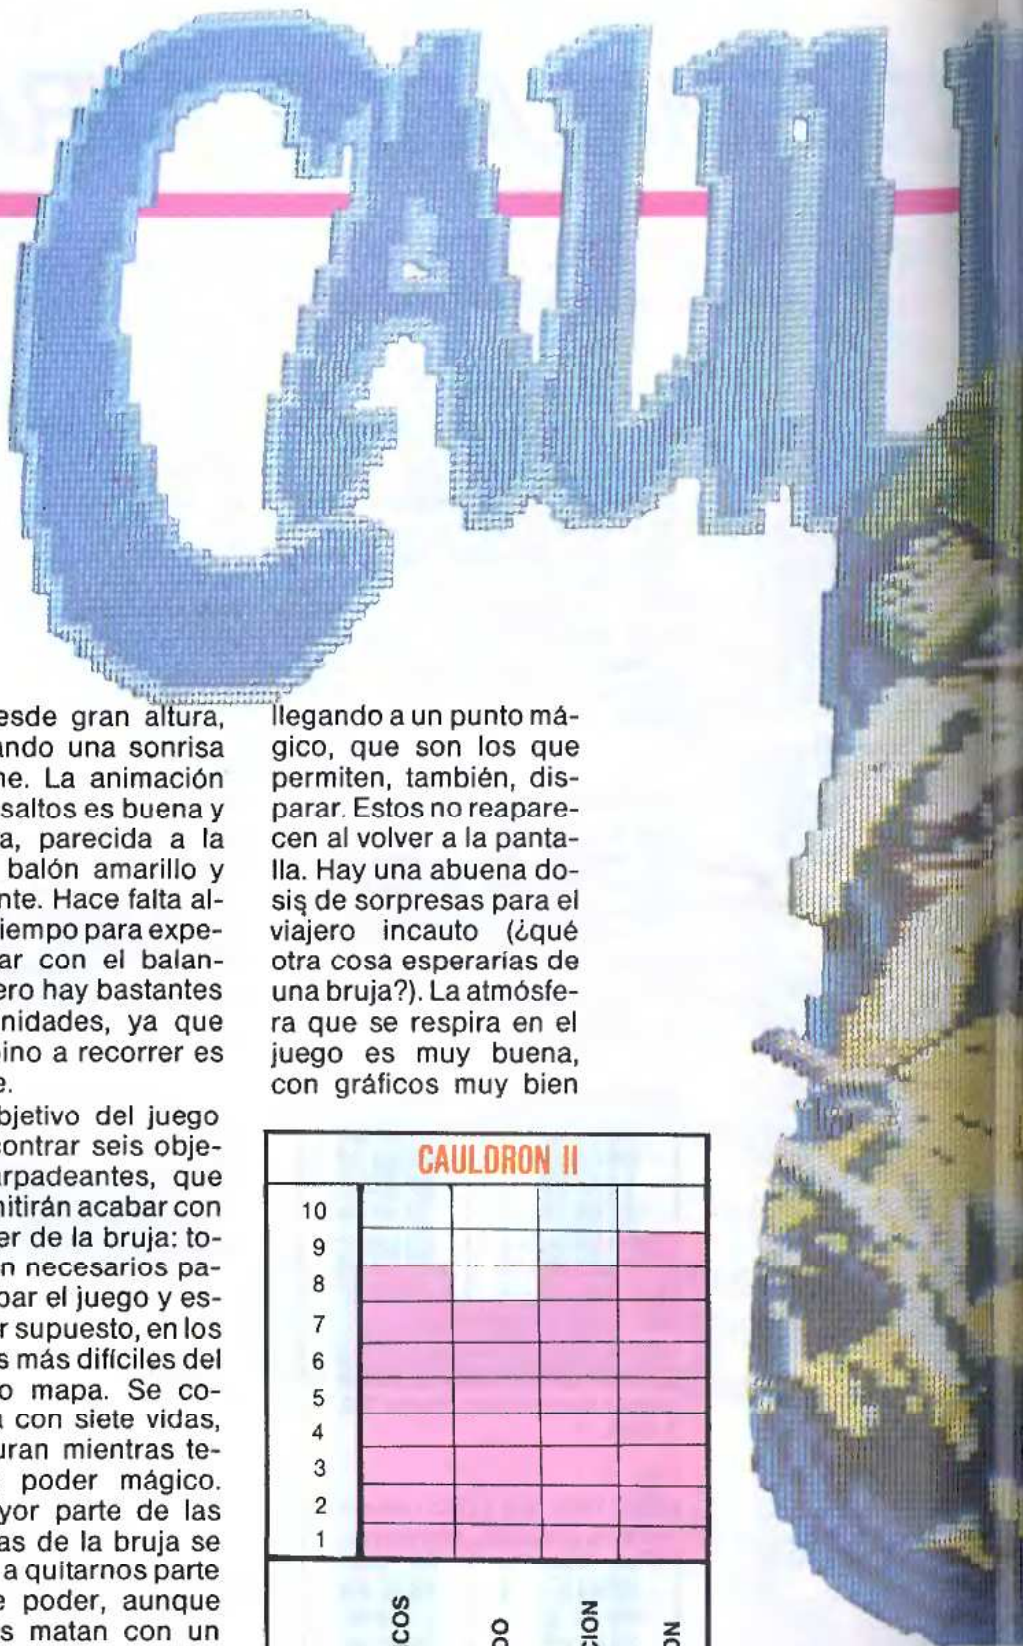 CAUL
esde gran altura,
ando una sonrisa
ne. La animación
saltos es buena y
a, parecida a la
balón amarillo y
nte. Hace falta al-
iempo para expe-
ar con el balan-
ero hay bastantes
nidades, ya que
ino a recorrer es
e.
bjetivo del juego
contrar seis obje-
arpadeantes, que
mitirán acabar con
er de la bruja: to-
n necesarios pa-
bar el juego y es-
r supuesto, en los
s más difíciles del
o mapa. Se co-
a con siete vidas,
uran mientras te-
poder mágico.
yor parte de las
as de la bruja se
a quitarnos parte
e poder, aunque
s matan con un
llegando a un punto má-
gico, que son los que
permiten, también, dis-
parar. Estos no reapare-
cen al volver a la panta-
lla. Hay una abuena do-
sis de sorpresas para el
viajero incauto (¿qué
otra cosa esperarías de
una bruja?). La atmósfe-
ra que se respira en el
juego es muy buena,
con gráficos muy bien
CAULDRON II
10
9
8
7
6
5
4
3
2
1
COS
DO
CION
ON